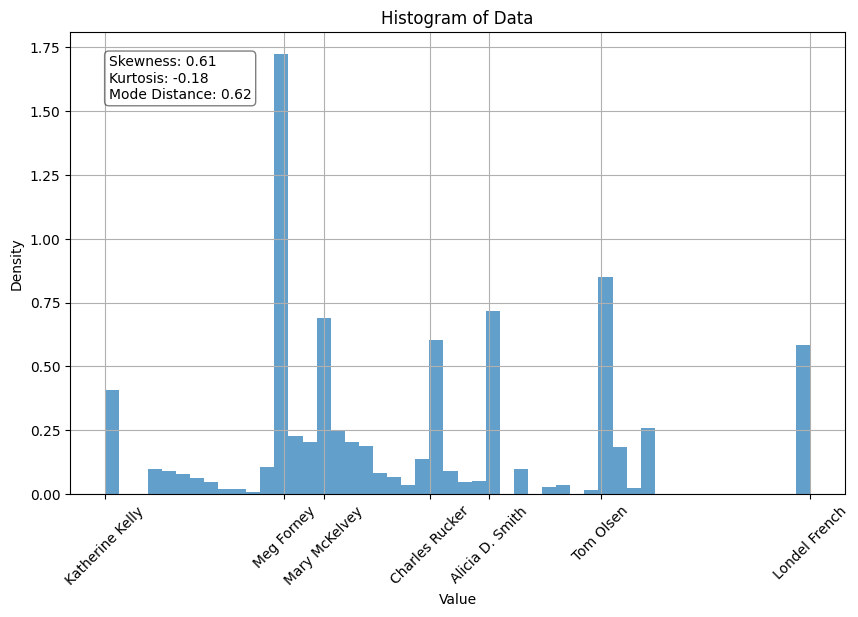 Histogram of Data
Skewness: 0.61
Kurtosis: -0.18
Mode Distance: 0.62
Density
1.75
1.50
1.25
1.00
0.75
0.50
0.25
0.00
Katherine Kelly
Meg Forney
Mary McKelvey
Charles Rucker
Alicia D. Smith
Tom Olsen
Londel French
Value